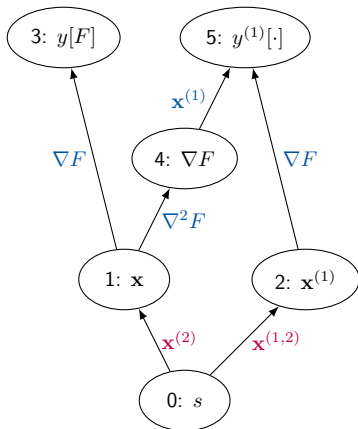 3: y[F] 5: y⁽¹⁾[·]
x⁽¹⁾
∇F 4: ∇F ∇F
∇²F
1: x 2: x⁽¹⁾
x⁽²⁾ x⁽¹,²⁾
0: s